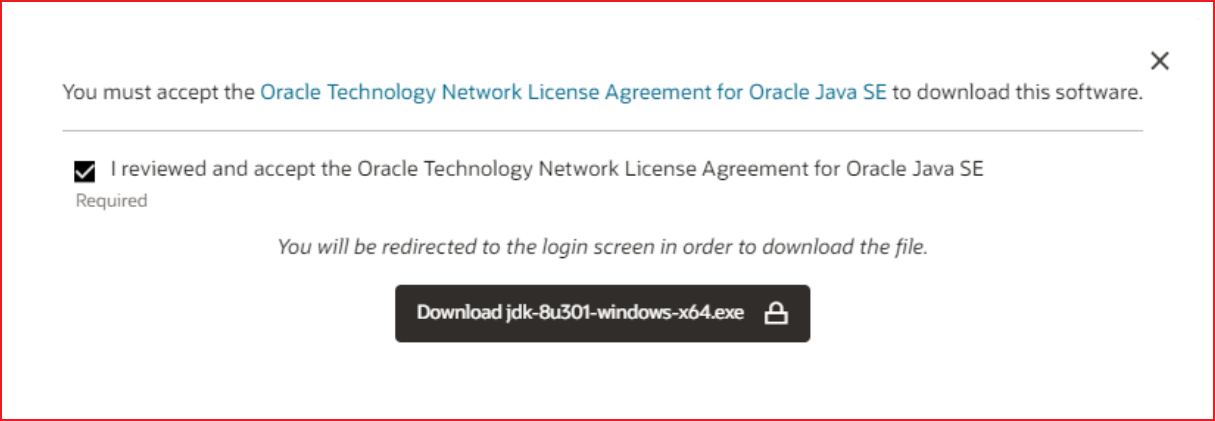 You must accept the Oracle Technology Network License Agreement for Oracle Java SE to download this software.
I reviewed and accept the Oracle Technology Network License Agreement for Oracle Java SE
Required
You will be redirected to the login screen in order to download the file.
Download jdk-8u301-windows-x64.exe